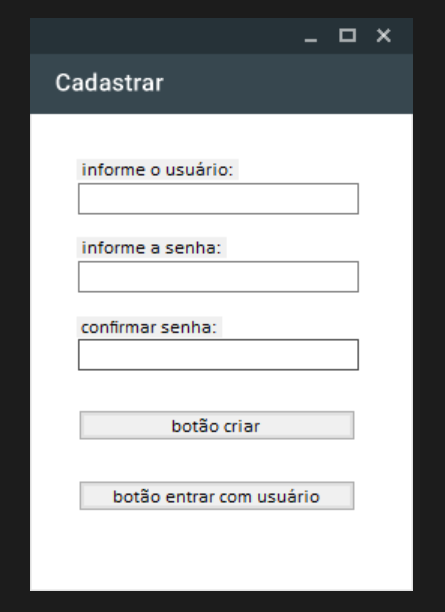 Cadastrar
informe o usuário:
informe a senha:
confirmar senha:
botão criar
botão entrar com usuário